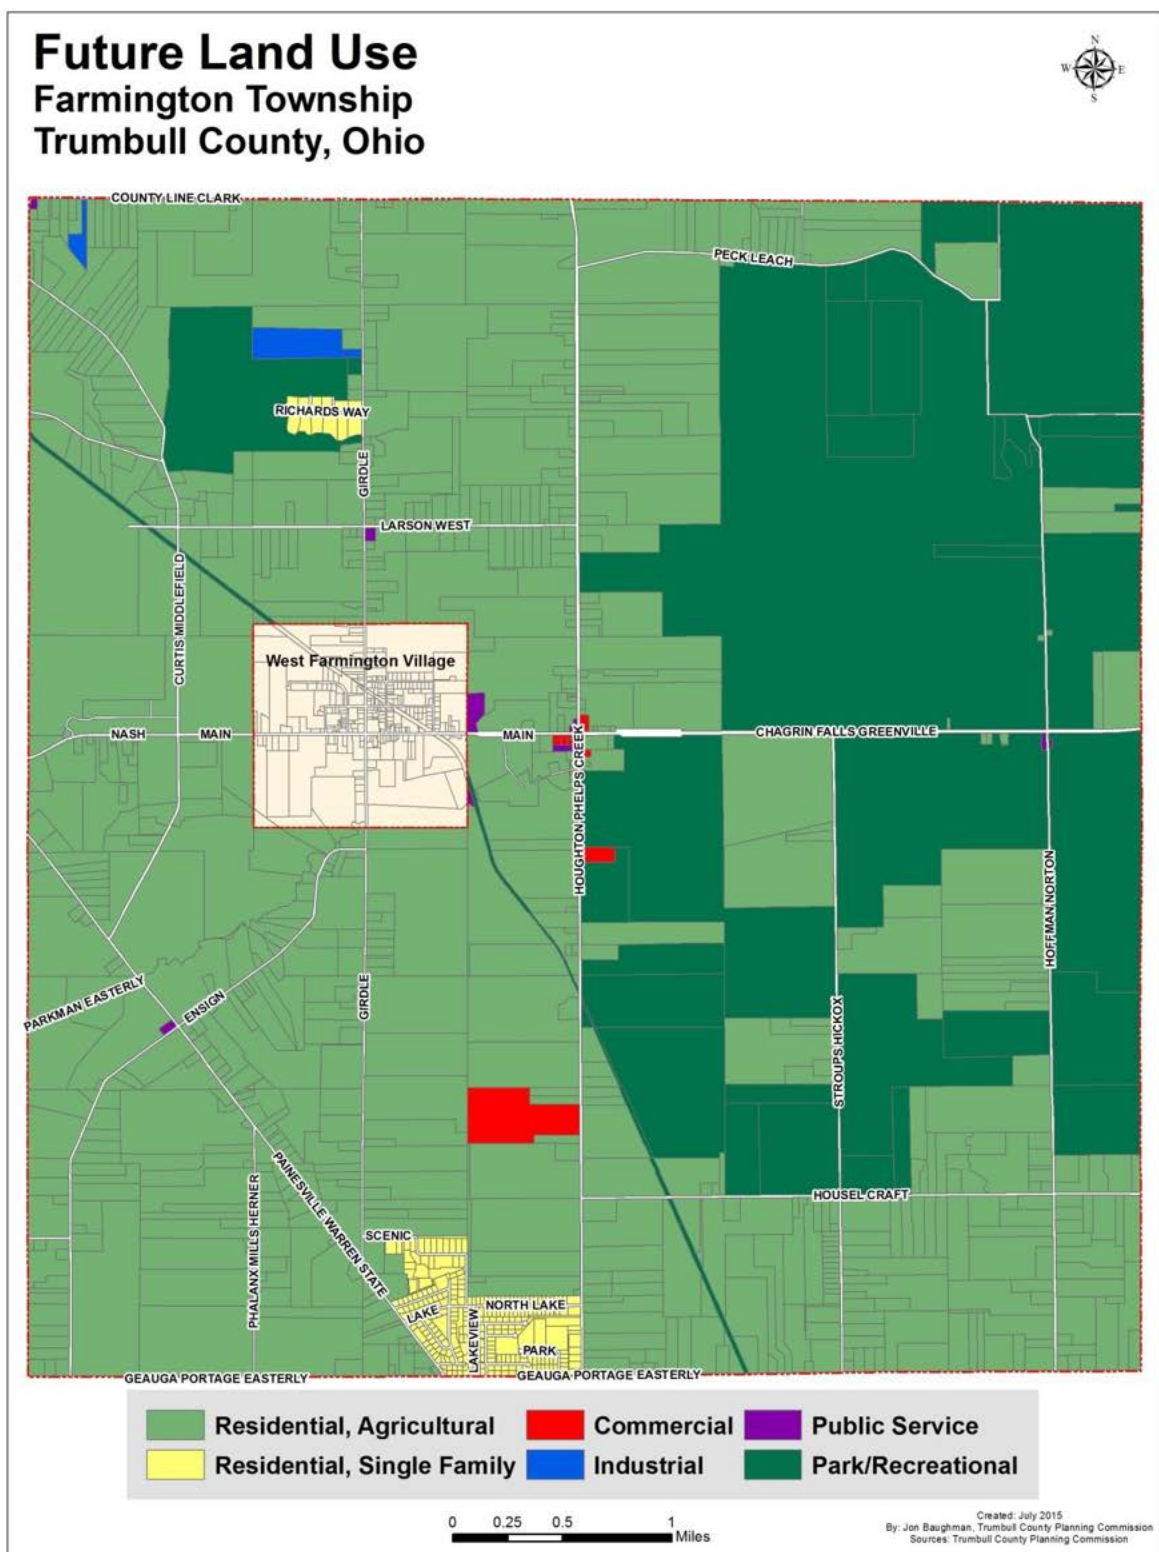 Future Land Use
Farmington Township
Trumbull County, Ohio
N
W
E
S
COUNTY LINE CLARK
PECK LEACH
RICHARDS WAY
GIRDLE
LARSON WEST
CURTIS MIDDLEFIELD
West Farmington Village
NASH
MAIN
MAIN
CHAGRIN FALLS GREENVILLE
HOUGHTON PHELPS CREEK
HOFFMAN NORTON
PARKMAN EASTERLY
ENSIGN
GIRDLE
STROUPS HICKOX
PAINESVILLE WARREN STATE
PHALANX MILLS HERNER
HOUSEL CRAFT
SCENIC
LAKE
NORTH LAKE
LAKEVIEW
PARK
GEAUGA PORTAGE EASTERLY
GEAUGA PORTAGE EASTERLY
Residential, Agricultural
Commercial
Public Service
Residential, Single Family
Industrial
Park/Recreational
0 0.25 0.5 1
Miles
Created: July 2015
By: Jon Baughman, Trumbull County Planning Commission
Sources: Trumbull County Planning Commission